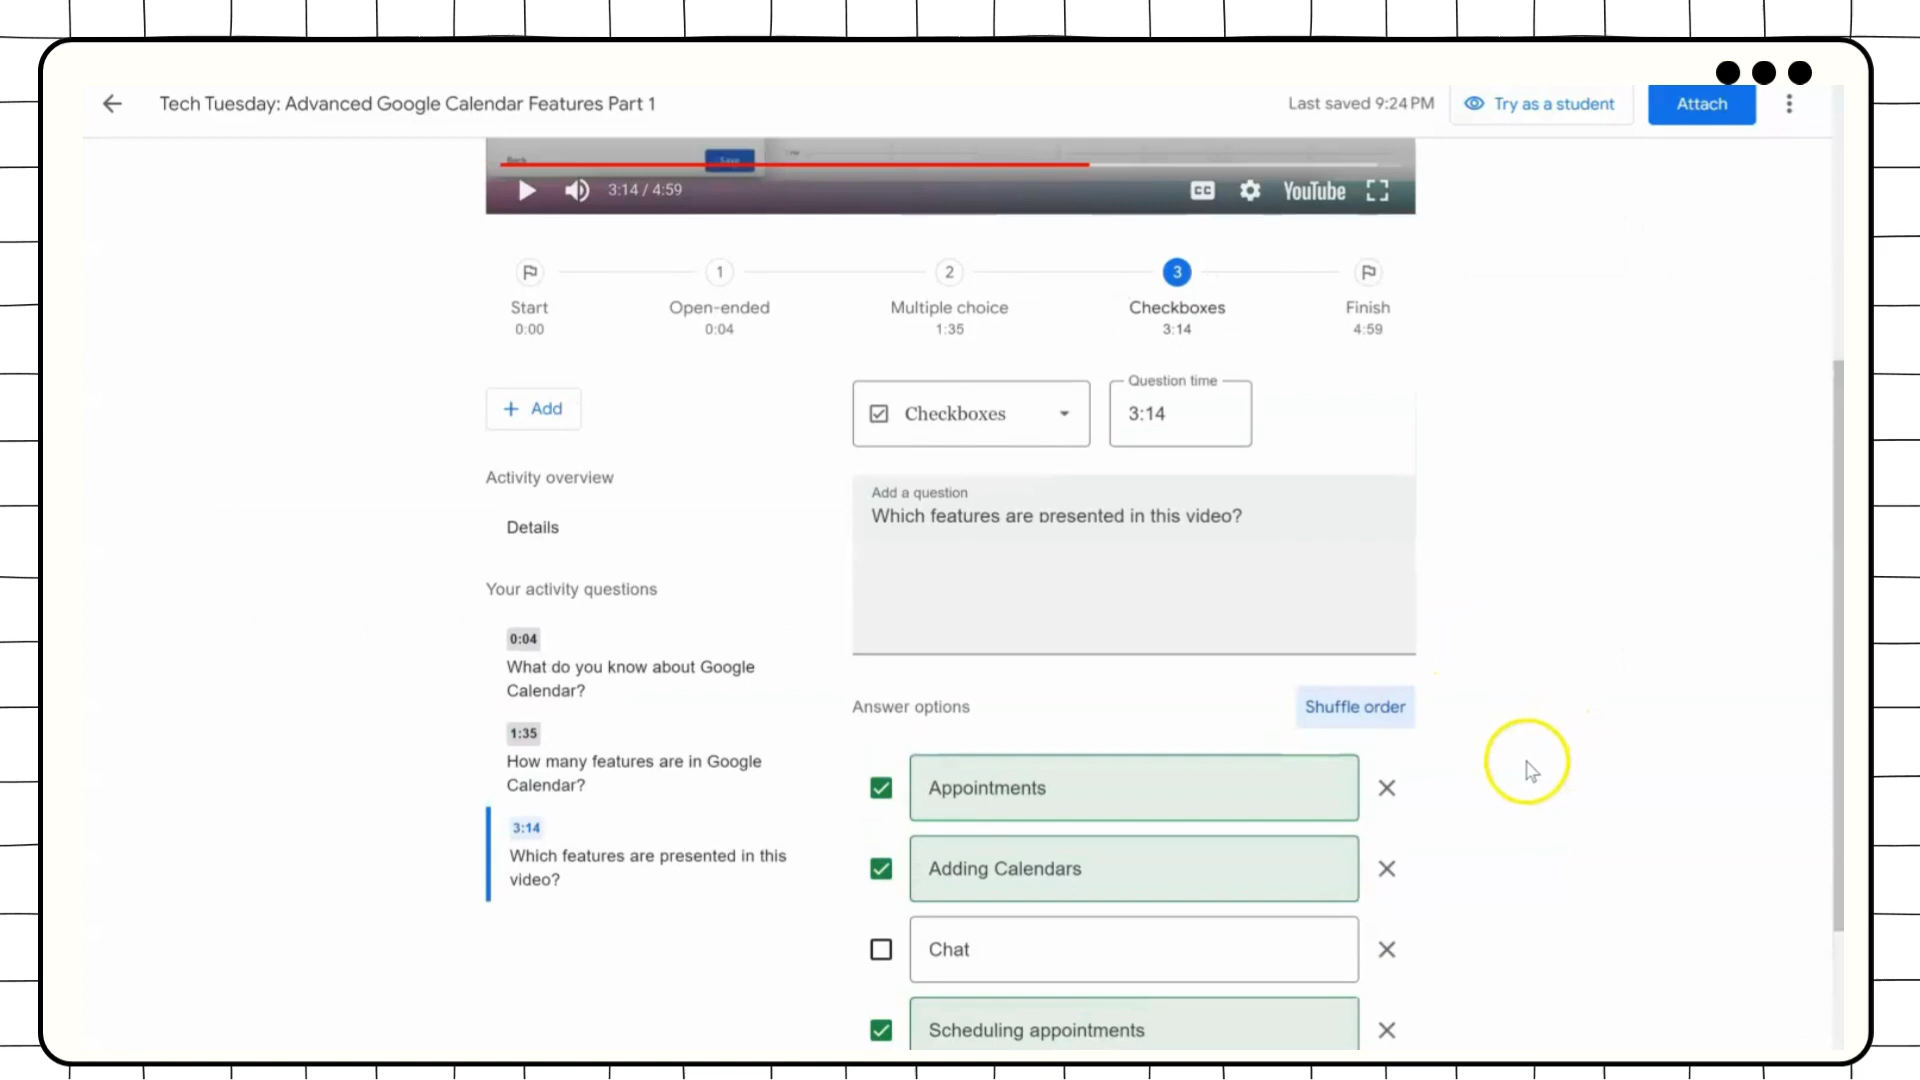 Tech Tuesday: Advanced Google Calendar Features Part 1
Last saved 9:24 PM
Try as a student
Attach
Back
Save
3:14 / 4:59
CC
YouTube
1
2
3
Start
Open-ended
Multiple choice
Checkboxes
Finish
0:00
0:04
1:35
3:14
4:59
+ Add
Checkboxes
Question time
3:14
Activity overview
Details
Add a question
Which features are presented in this video?
Your activity questions
0:04
What do you know about Google
Calendar?
1:35
How many features are in Google
Calendar?
3:14
Which features are presented in this
video?
Answer options
Shuffle order
Appointments
Adding Calendars
Chat
Scheduling appointments